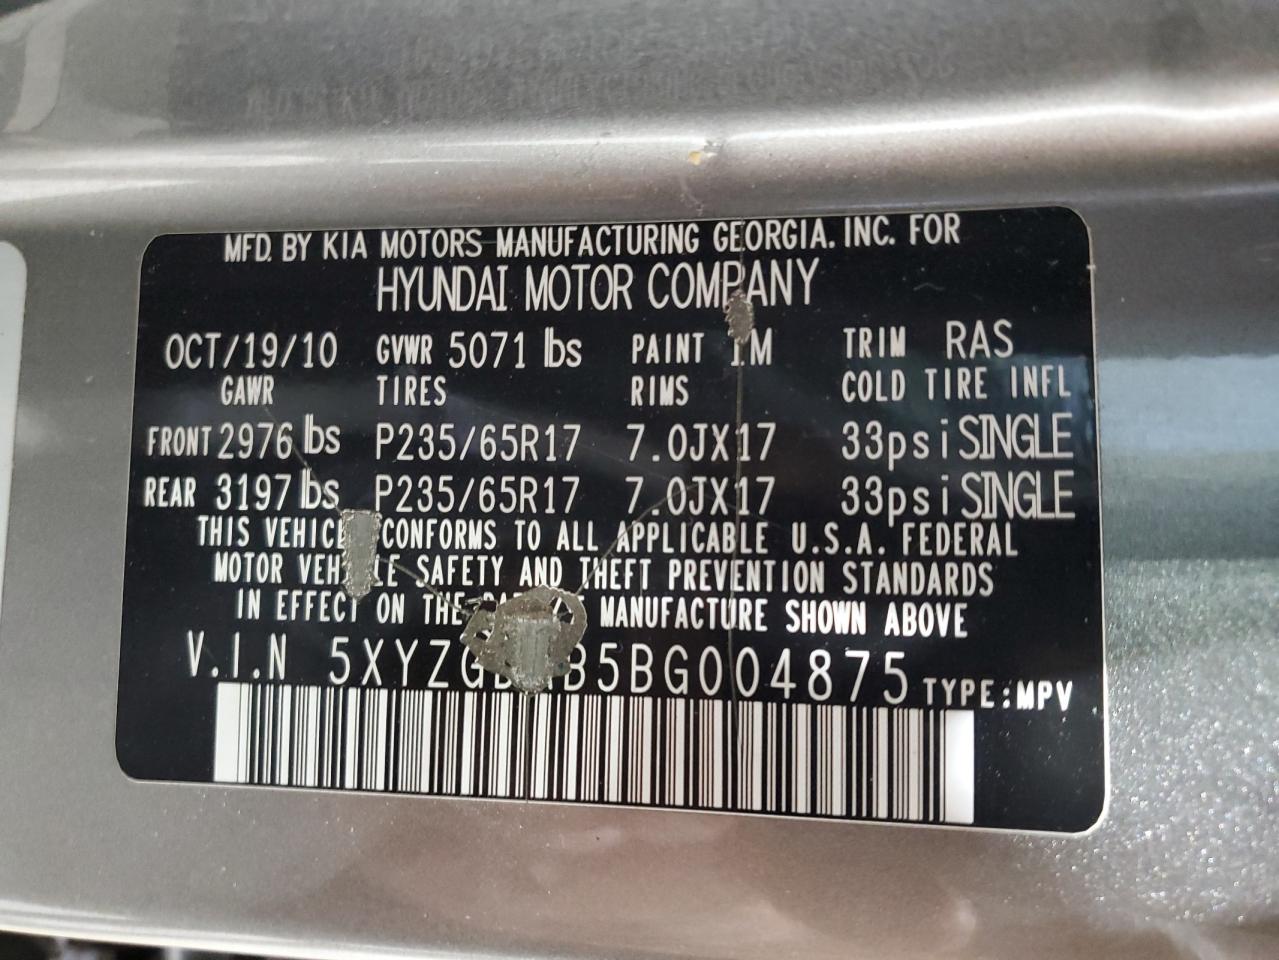 MFD. BY KIA MOTORS MANUFACTURING GEORGIA. INC. FOR
HYUNDAI MOTOR COMPANY
OCT/19/10 GVWR 5071 lbs PAINT 1M TRIM RAS
GAWR TIRES RIMS COLD TIRE INFL
FRONT 2976 lbs P235/65R17 7.0JX17 33psi SINGLE
REAR 3197 lbs P235/65R17 7.0JX17 33psi SINGLE
THIS VEHICLE CONFORMS TO ALL APPLICABLE U.S.A. FEDERAL
MOTOR VEHICLE SAFETY AND THEFT PREVENTION STANDARDS
IN EFFECT ON THE MANUFACTURE SHOWN ABOVE
V.I.N TYPE:MPV